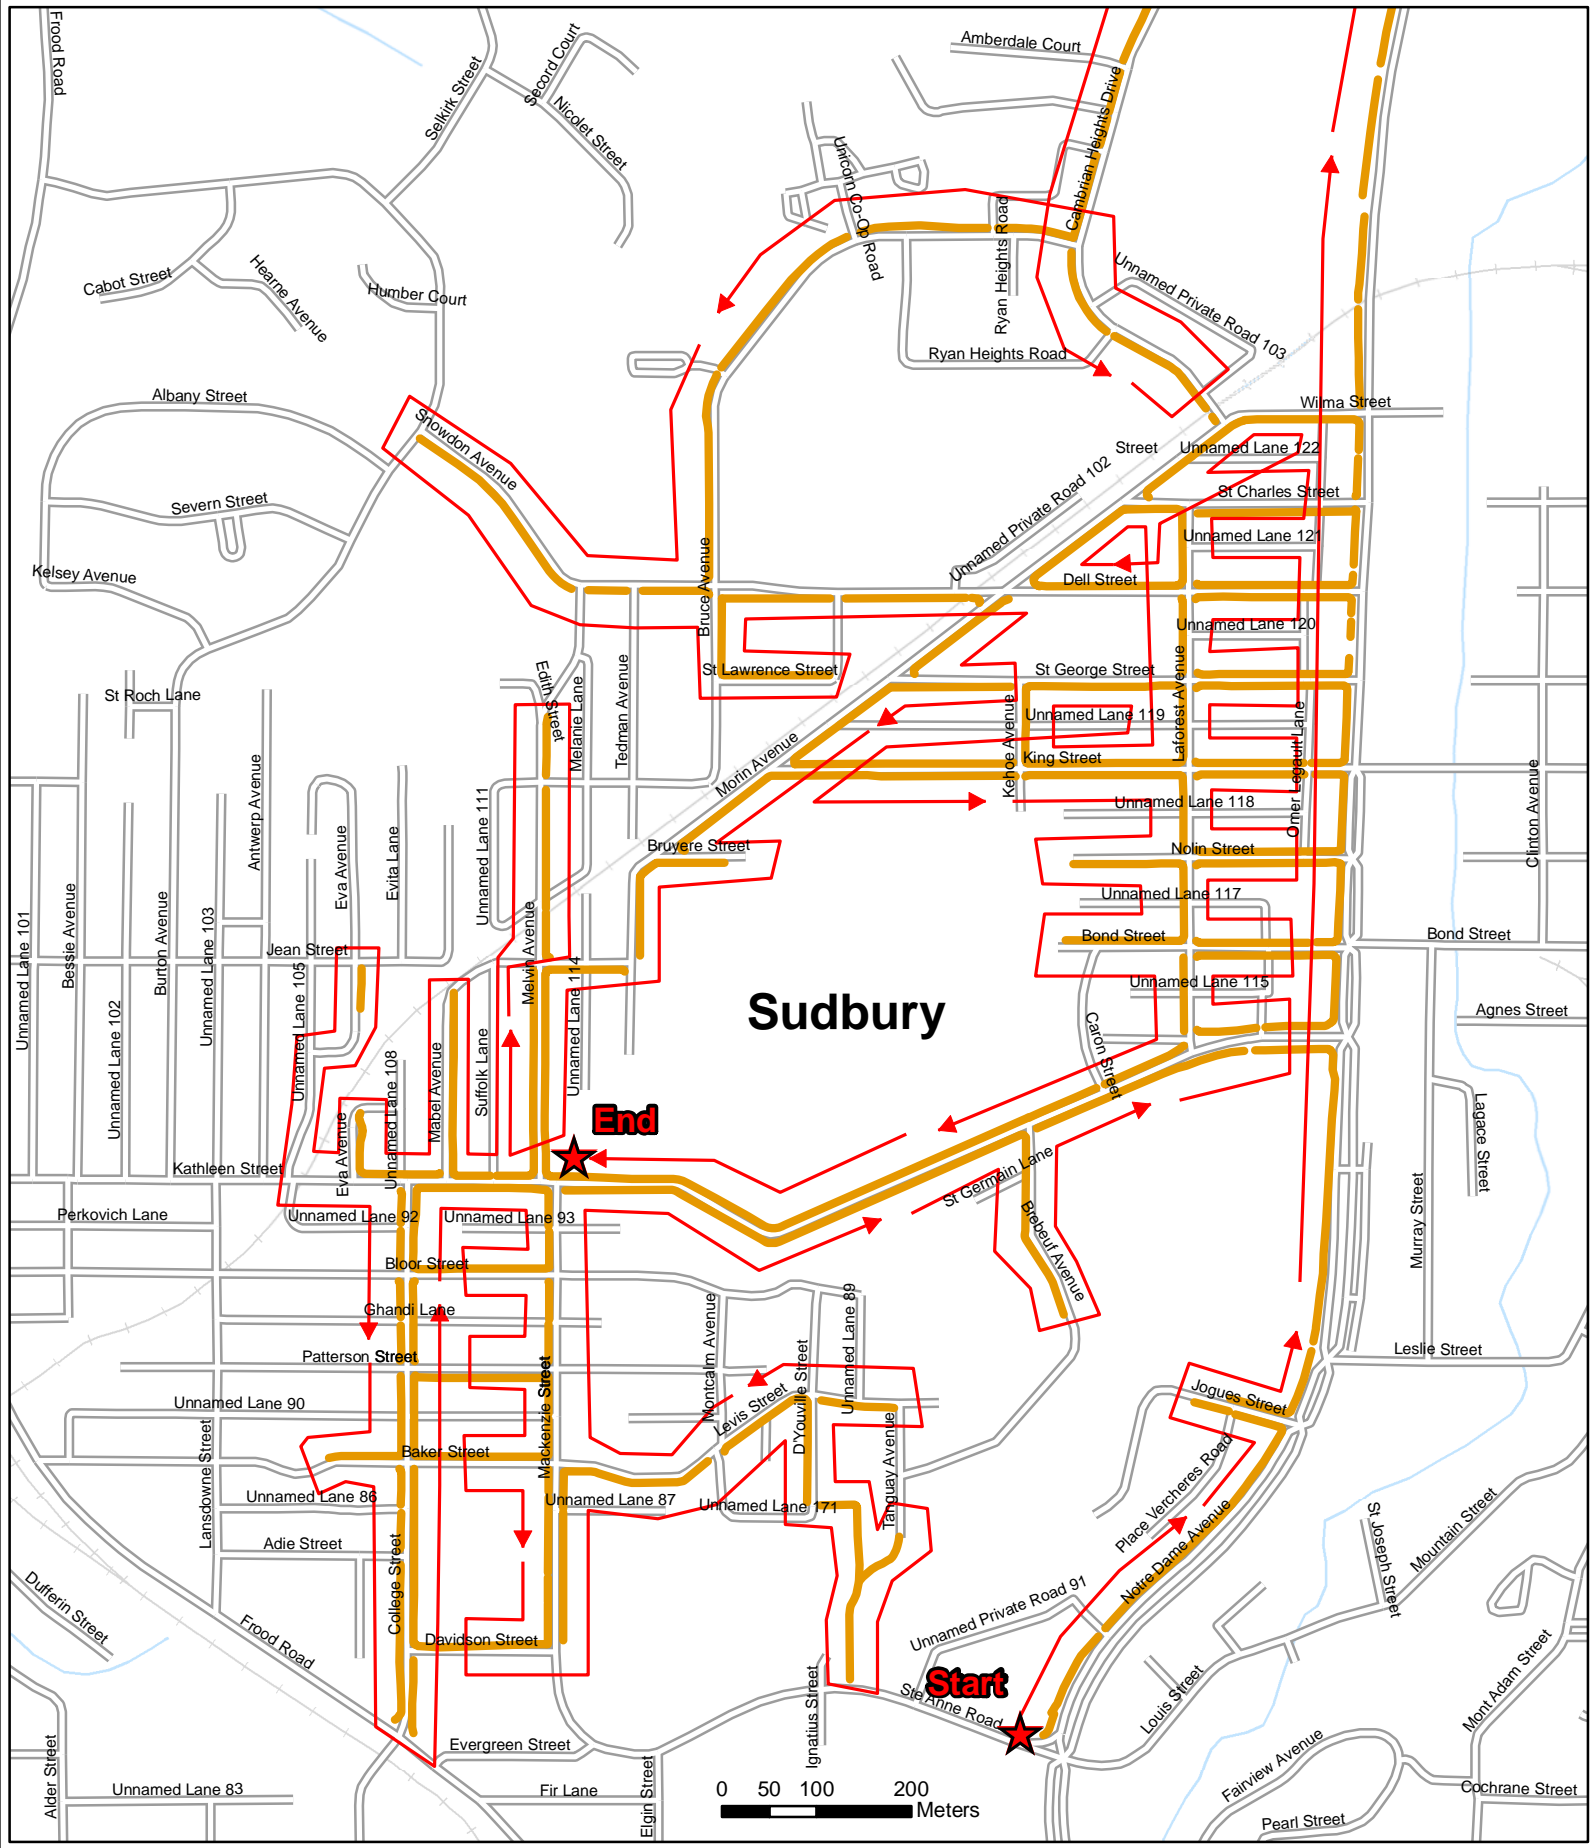 Frood Road
Selkirk Street
Secord Court
Nicolet Street
Amberdale Court
Cambrian Heights Drive
Unicorn Co-Op Road
Ryan Heights Road
Ryan Heights Road
Unnamed Private Road 103
Cabot Street
Hearne Avenue
Humber Court
Albany Street
Snowdon Avenue
Severn Street
Kelsey Avenue
Wilma Street
Street
Unnamed Lane 122
Unnamed Private Road 102
St Charles Street
Unnamed Lane 121
Dell Street
Bruce Avenue
Unnamed Lane 120
St Lawrence Street
St George Street
Laforest Avenue
St Roch Lane
Edith Street
Melanie Lane
Tedman Avenue
Kehoe Avenue
Unnamed Lane 119
Omer Legault Lane
Morin Avenue
King Street
Antwerp Avenue
Unnamed Lane 111
Unnamed Lane 118
Clinton Avenue
Eva Avenue
Evita Lane
Bruyere Street
Nolin Street
Unnamed Lane 101
Bessie Avenue
Burton Avenue
Unnamed Lane 103
Unnamed Lane 117
Jean Street
Bond Street
Bond Street
Melvin Avenue
Unnamed Lane 114
Unnamed Lane 105
Unnamed Lane 115
Sudbury
Agnes Street
Unnamed Lane 102
Unnamed Lane 108
Mabel Avenue
Suffolk Lane
Caron Street
End
Lagace Street
Eva Avenue
Kathleen Street
St Germain Lane
Murray Street
Perkovich Lane
Unnamed Lane 92
Unnamed Lane 93
Brebeuf Avenue
Bloor Street
Ghandi Lane
Montcalm Avenue
Unnamed Lane 89
Patterson Street
D'Youville Street
Leslie Street
Mackenzie Street
Levis Street
Jogues Street
Unnamed Lane 90
Lansdowne Street
Baker Street
Tanguay Avenue
Place Vercheres Road
Unnamed Lane 86
Unnamed Lane 87
Unnamed Lane 171
St Joseph Street
Mountain Street
Adie Street
College Street
Notre Dame Avenue
Dufferin Street
Frood Road
Davidson Street
Unnamed Private Road 91
Ignatius Street
Start
Ste Anne Road
Louis Street
Mont Adam Street
Evergreen Street
Alder Street
Unnamed Lane 83
Fir Lane
Elgin Street
Fairview Avenue
Cochrane Street
Pearl Street
0 50 100 200
Meters